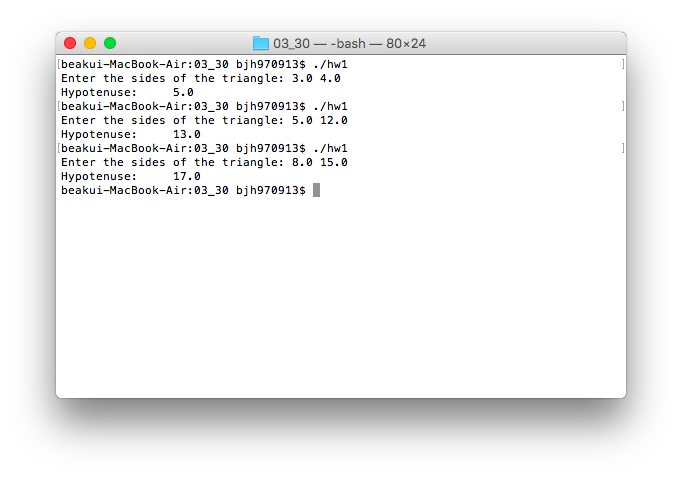 03_30 — -bash — 80×24
[beakui-MacBook-Air:03_30 bjh970913$ ./hw1 ]
Enter the sides of the triangle: 3.0 4.0
Hypotenuse:     5.0
[beakui-MacBook-Air:03_30 bjh970913$ ./hw1 ]
Enter the sides of the triangle: 5.0 12.0
Hypotenuse:     13.0
[beakui-MacBook-Air:03_30 bjh970913$ ./hw1 ]
Enter the sides of the triangle: 8.0 15.0
Hypotenuse:     17.0
beakui-MacBook-Air:03_30 bjh970913$